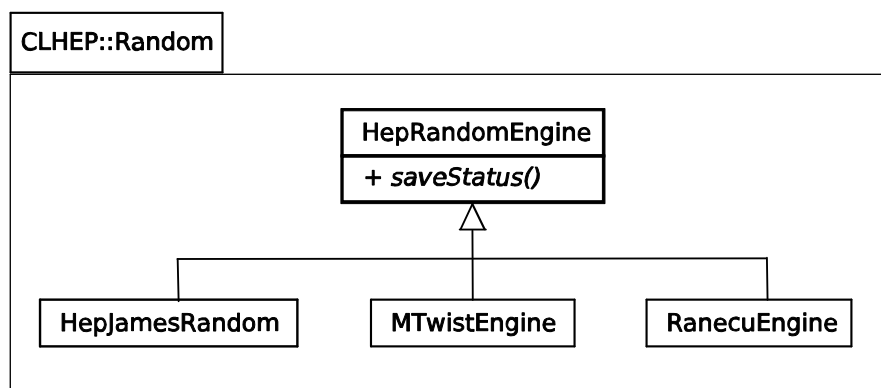 CLHEP::Random
HepRandomEngine
+ saveStatus()
HepJamesRandom
MTwistEngine
RanecuEngine